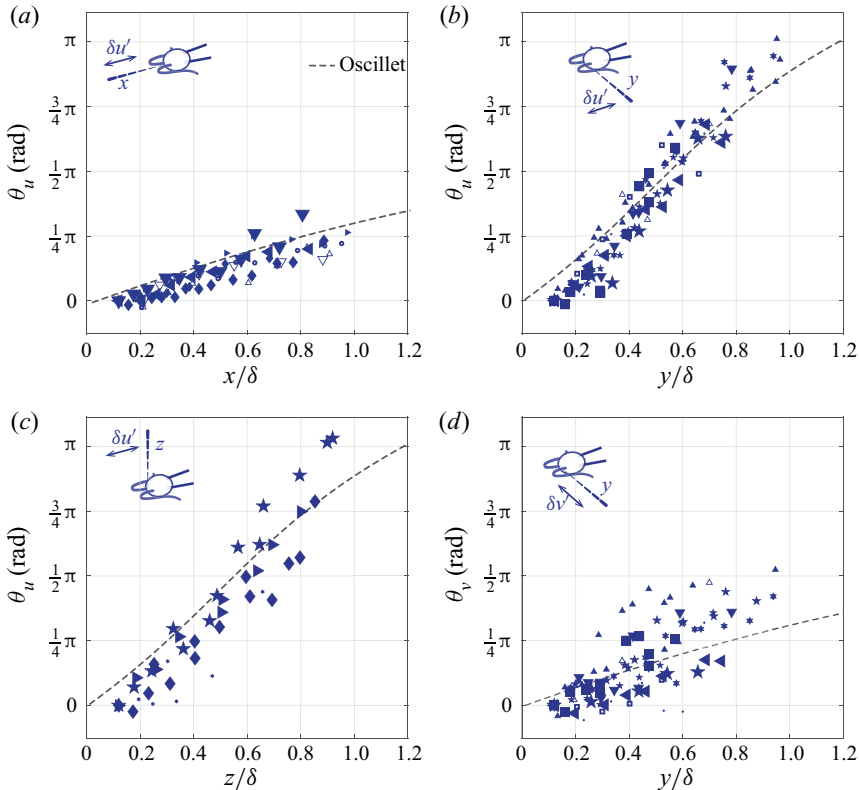 (a)
π
3/4 π
1/2 π
1/4 π
0
θu (rad)
δu′
x
Oscillet
0 0.2 0.4 0.6 0.8 1.0 1.2
x/δ
(b)
π
3/4 π
1/2 π
1/4 π
0
θu (rad)
y
δu′
0 0.2 0.4 0.6 0.8 1.0 1.2
y/δ
(c)
π
3/4 π
1/2 π
1/4 π
0
θu (rad)
δu′
z
0 0.2 0.4 0.6 0.8 1.0 1.2
z/δ
(d)
π
3/4 π
1/2 π
1/4 π
0
θv (rad)
y
δv
0 0.2 0.4 0.6 0.8 1.0 1.2
y/δ